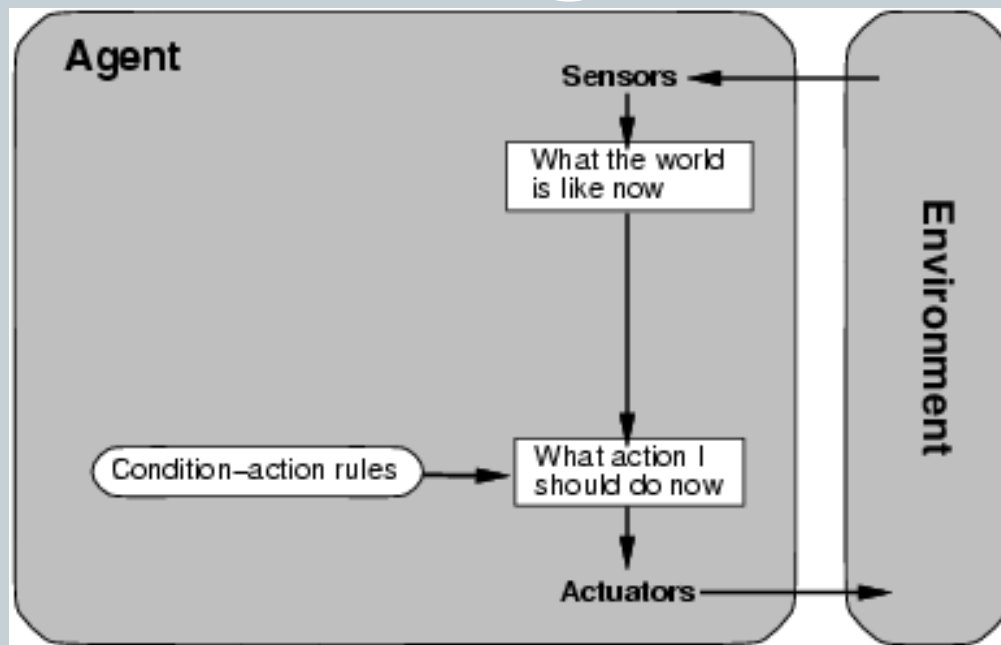 Agent
Sensors
What the world
is like now
Environment
Condition–action rules
What action I
should do now
Actuators